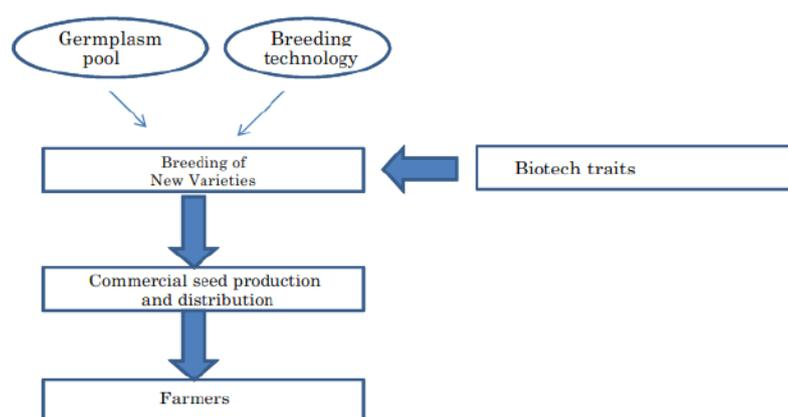 Germplasm
pool
Breeding
technology
Breeding of
New Varieties
Biotech traits
Commercial seed production
and distribution
Farmers